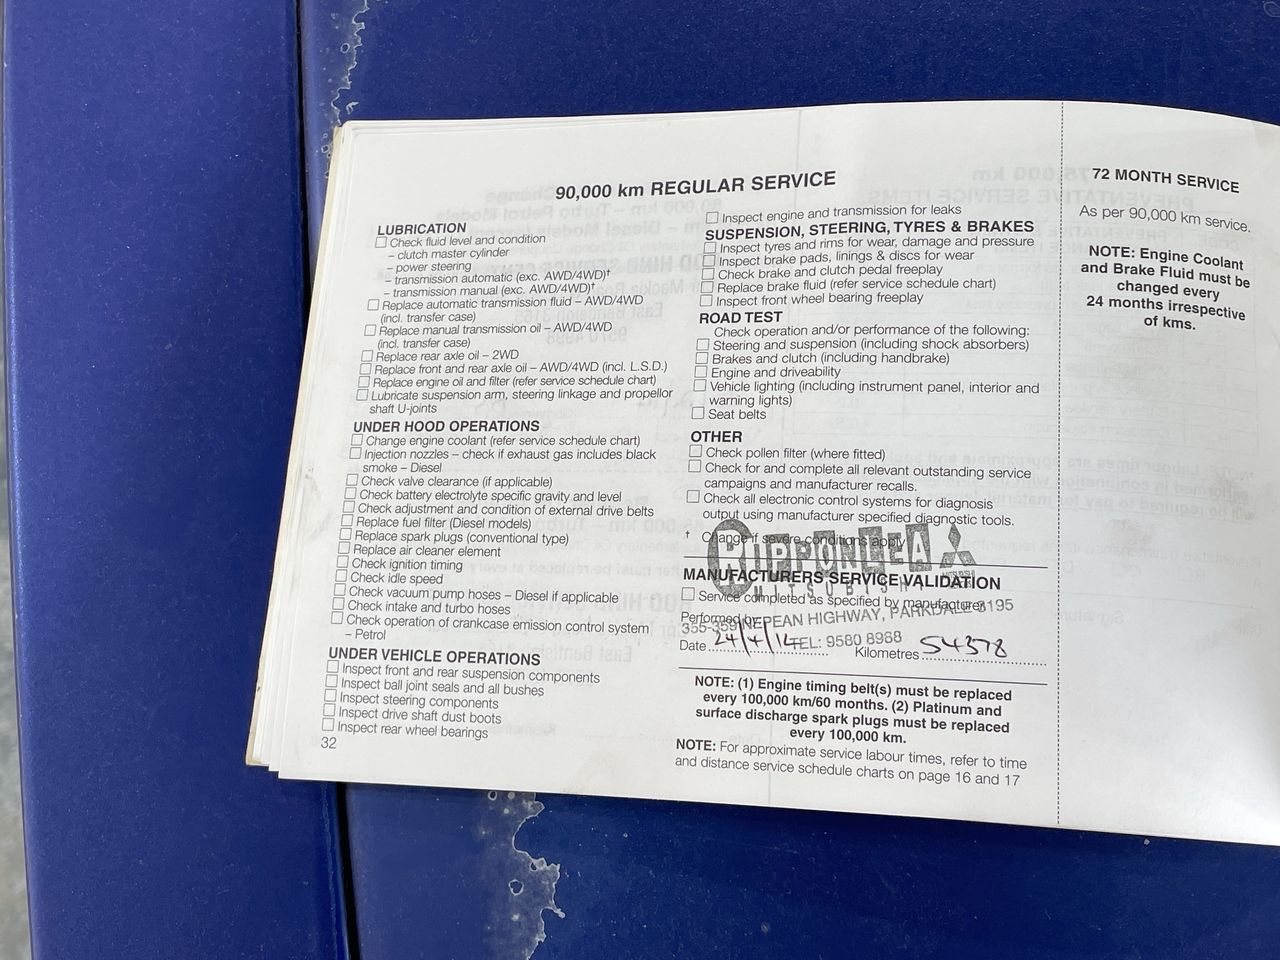 90,000 km REGULAR SERVICE
LUBRICATION
Check fluid level and condition
– clutch master cylinder
– power steering
– transmission automatic (exc. AWD/4WD)†
– transmission manual (exc. AWD/4WD)†
Replace automatic transmission fluid – AWD/4WD
(incl. transfer case)
Replace manual transmission oil – AWD/4WD
(incl. transfer case)
Replace rear axle oil – 2WD
Replace front and rear axle oil – AWD/4WD (incl. L.S.D.)
Replace engine oil and filter (refer service schedule chart)
Lubricate suspension arm, steering linkage and propellor
shaft U-joints
UNDER HOOD OPERATIONS
Change engine coolant (refer service schedule chart)
Injection nozzles – check if exhaust gas includes black
smoke – Diesel
Check valve clearance (if applicable)
Check battery electrolyte specific gravity and level
Check adjustment and condition of external drive belts
Replace fuel filter (Diesel models)
Replace spark plugs (conventional type)
Replace air cleaner element
Check ignition timing
Check idle speed
Check vacuum pump hoses – Diesel if applicable
Check intake and turbo hoses
Check operation of crankcase emission control system
– Petrol
UNDER VEHICLE OPERATIONS
Inspect front and rear suspension components
Inspect ball joint seals and all bushes
Inspect steering components
Inspect drive shaft dust boots
Inspect rear wheel bearings
32
Inspect engine and transmission for leaks
SUSPENSION, STEERING, TYRES & BRAKES
Inspect tyres and rims for wear, damage and pressure
Inspect brake pads, linings & discs for wear
Check brake and clutch pedal freeplay
Replace brake fluid (refer service schedule chart)
Inspect front wheel bearing freeplay
ROAD TEST
Check operation and/or performance of the following:
Steering and suspension (including shock absorbers)
Brakes and clutch (including handbrake)
Engine and driveability
Vehicle lighting (including instrument panel, interior and
warning lights)
Seat belts
OTHER
Check pollen filter (where fitted)
Check for and complete all relevant outstanding service
campaigns and manufacturer recalls.
Check all electronic control systems for diagnosis
output using manufacturer specified diagnostic tools.
† Change if severe conditions apply
RIPPONLEA
MITSUBISHI
MANUFACTURERS SERVICE VALIDATION
Service completed as specified by manufacturer
Performed by
355-359 NEPEAN HIGHWAY, PARKDALE 3195
TEL: 9580 8988
Date 24/4/12 Kilometres 54378
NOTE: (1) Engine timing belt(s) must be replaced
every 100,000 km/60 months. (2) Platinum and
surface discharge spark plugs must be replaced
every 100,000 km.
NOTE: For approximate service labour times, refer to time
and distance service schedule charts on page 16 and 17
72 MONTH SERVICE
As per 90,000 km service.
NOTE: Engine Coolant
and Brake Fluid must be
changed every
24 months irrespective
of kms.